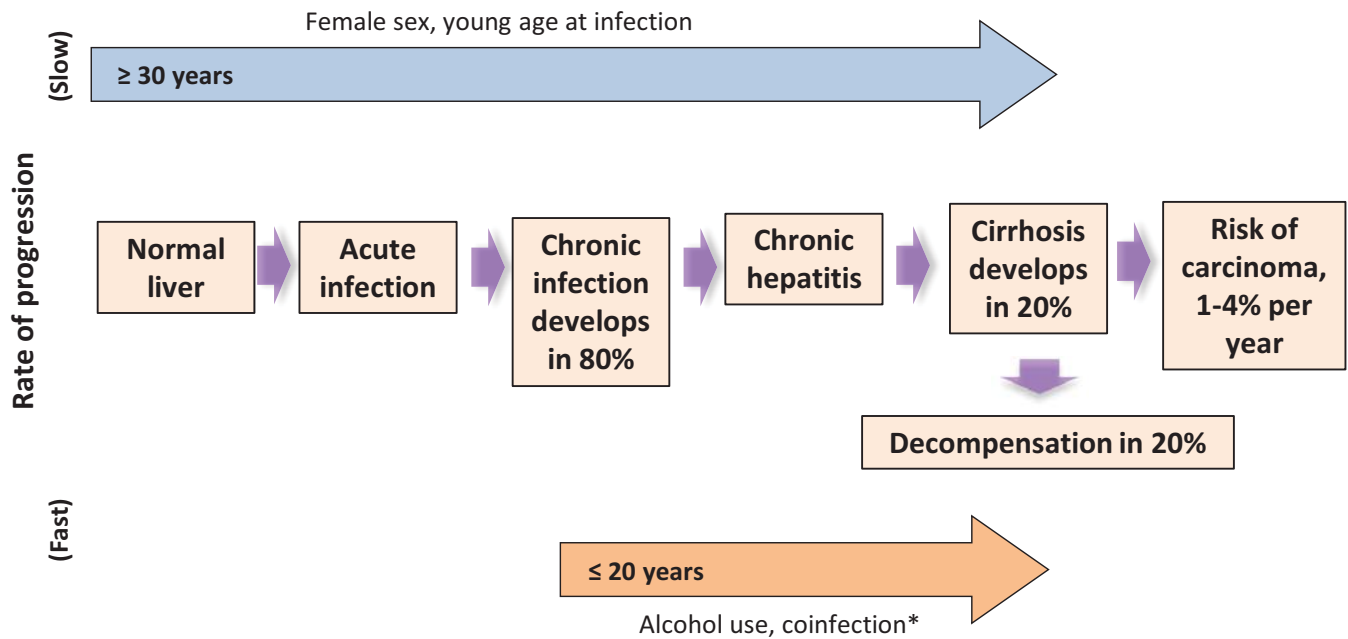 Female sex, young age at infection
(Slow)
≥ 30 years
Rate of progression
Normal
liver
Acute
infection
Chronic
infection
develops
in 80%
Chronic
hepatitis
Cirrhosis
develops
in 20%
Risk of
carcinoma,
1-4% per
year
Decompensation in 20%
(Fast)
≤ 20 years
Alcohol use, coinfection*